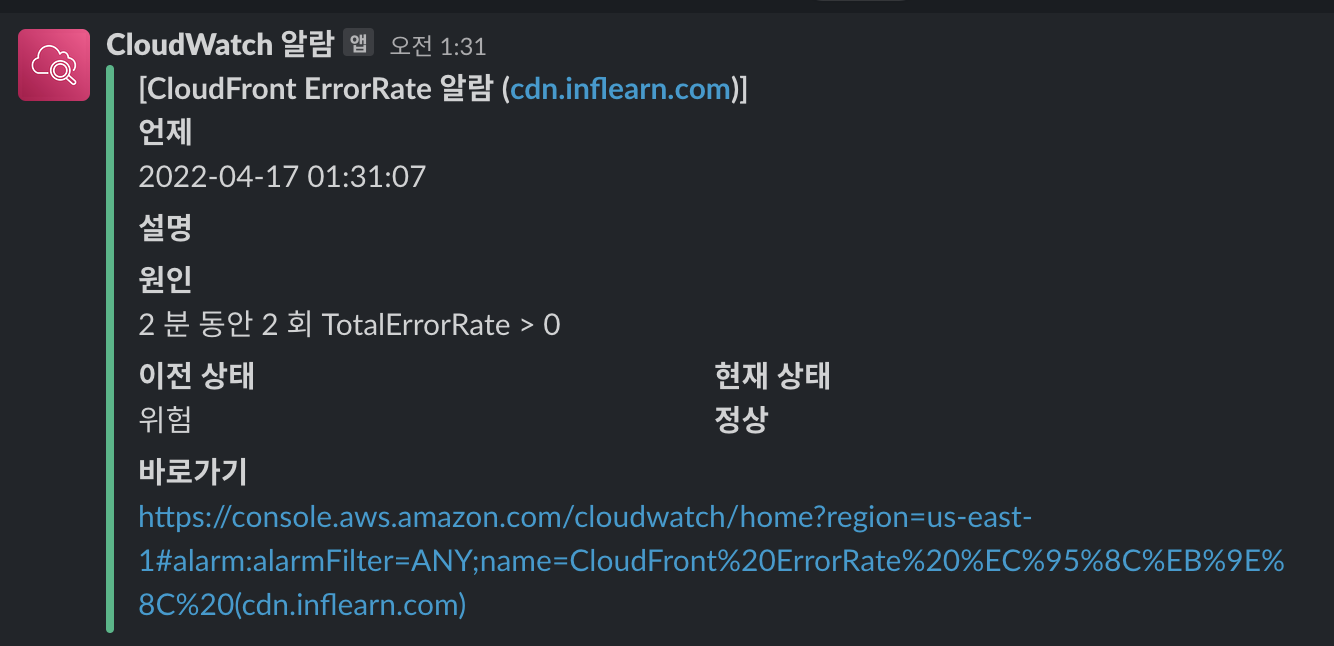 CloudWatch 알람 앱 오전 1:31
[CloudFront ErrorRate 알람 (cdn.inflearn.com)]
언제
2022-04-17 01:31:07
설명
원인
2 분 동안 2 회 TotalErrorRate > 0
이전 상태 현재 상태
위험 정상
바로가기
https://console.aws.amazon.com/cloudwatch/home?region=us-east-
1#alarm:alarmFilter=ANY;name=CloudFront%20ErrorRate%20%EC%95%8C%EB%9E%
8C%20(cdn.inflearn.com)